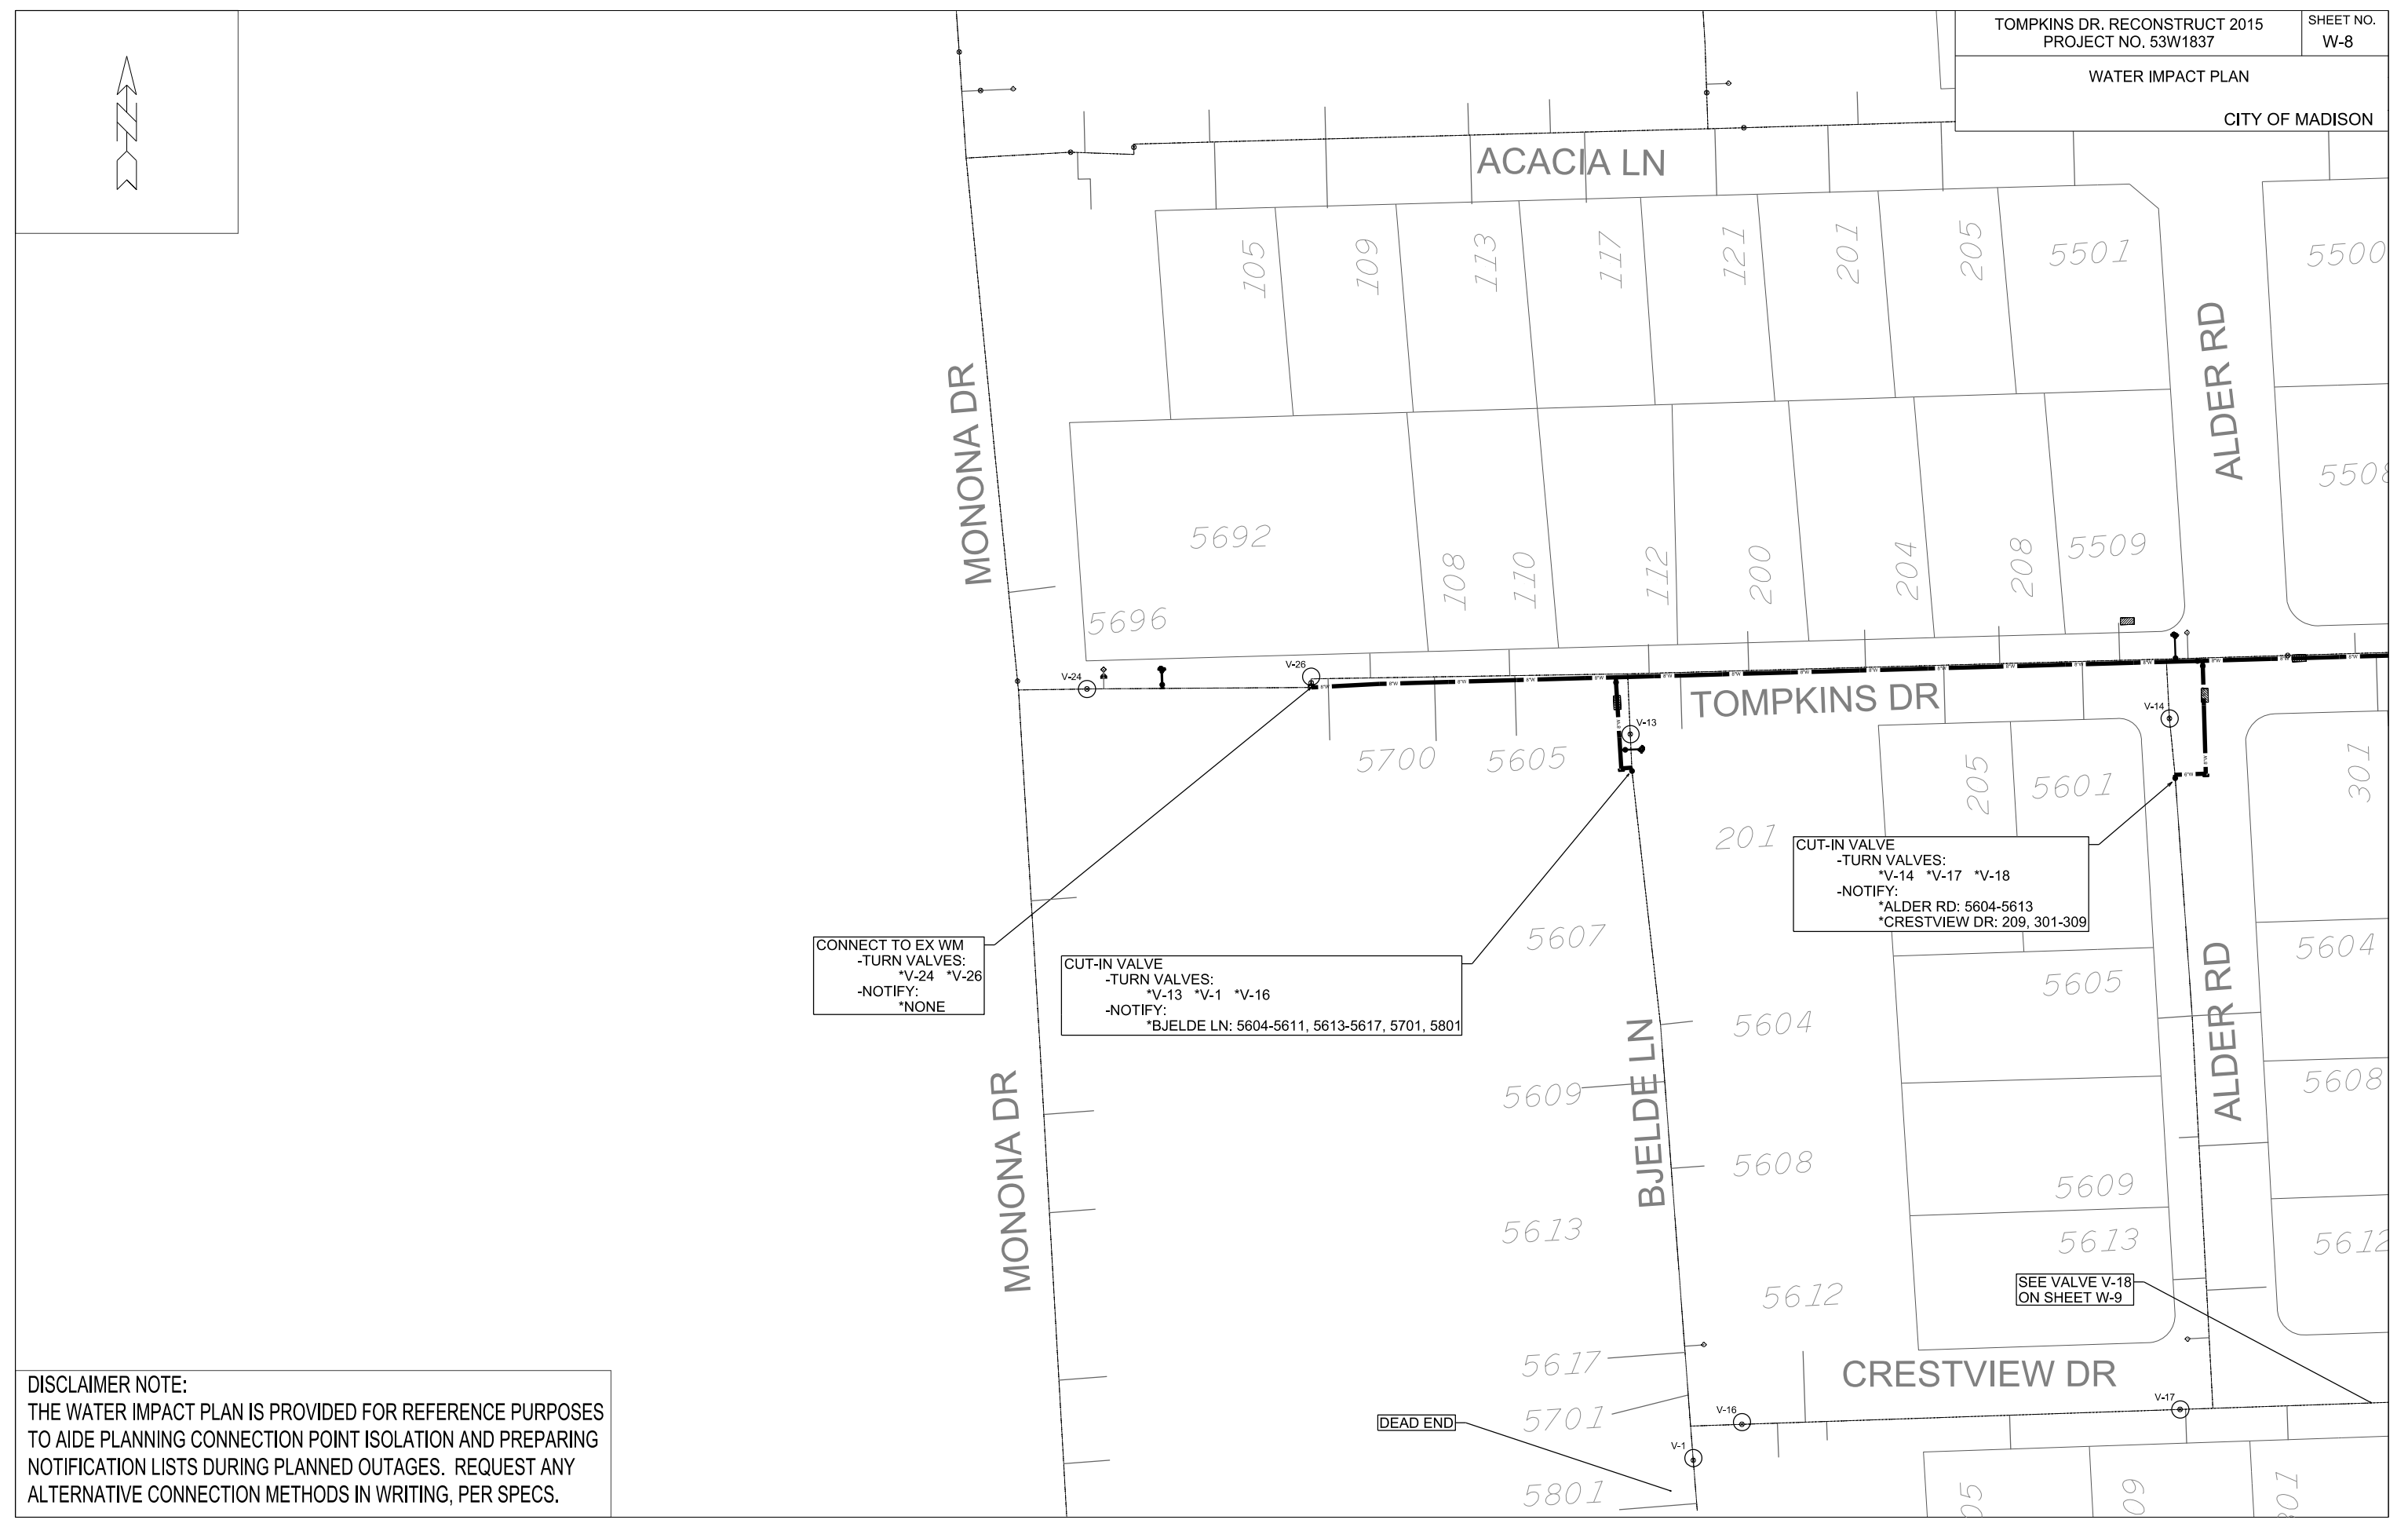 TOMPKINS DR. RECONSTRUCT 2015
PROJECT NO. 53W1837
SHEET NO.
W-8
WATER IMPACT PLAN
CITY OF MADISON
ACACIA LN
105
109
113
117
121
201
205
5501
5500
MONONA DR
ALDER RD
5692
5696
108
110
112
200
204
208
5509
5508
V-24
V-26
8"W
TOMPKINS DR
V-13
V-14
5700
5605
205
5601
301
201
CUT-IN VALVE
-TURN VALVES:
*V-14 *V-17 *V-18
-NOTIFY:
*ALDER RD: 5604-5613
*CRESTVIEW DR: 209, 301-309
CONNECT TO EX WM
-TURN VALVES:
*V-24 *V-26
-NOTIFY:
*NONE
CUT-IN VALVE
-TURN VALVES:
*V-13 *V-1 *V-16
-NOTIFY:
*BJELDE LN: 5604-5611, 5613-5617, 5701, 5801
5607
5604
5605
5604
ALDER RD
BJELDE LN
MONONA DR
5609
5608
5608
5609
5613
5613
5612
5612
SEE VALVE V-18
ON SHEET W-9
5617
CRESTVIEW DR
5701
V-16
V-17
DEAD END
V-1
5801
05
09
301
DISCLAIMER NOTE:
THE WATER IMPACT PLAN IS PROVIDED FOR REFERENCE PURPOSES
TO AIDE PLANNING CONNECTION POINT ISOLATION AND PREPARING
NOTIFICATION LISTS DURING PLANNED OUTAGES. REQUEST ANY
ALTERNATIVE CONNECTION METHODS IN WRITING, PER SPECS.